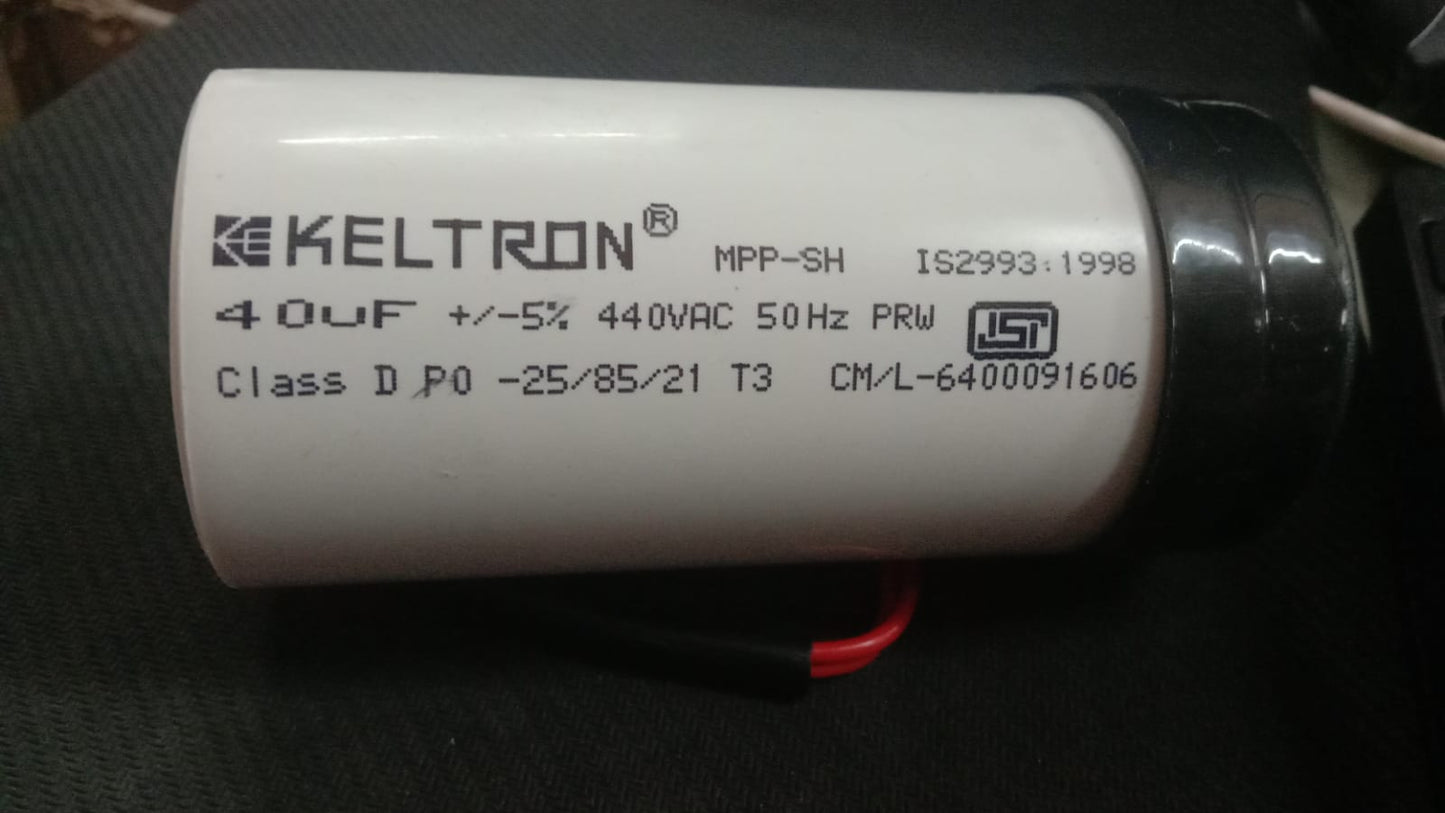 KELTRON® MPP-SH IS2993:1998
40uF +/-5% 440VAC 50Hz PRW ISI
Class D P0 -25/85/21 T3 CM/L-6400091606